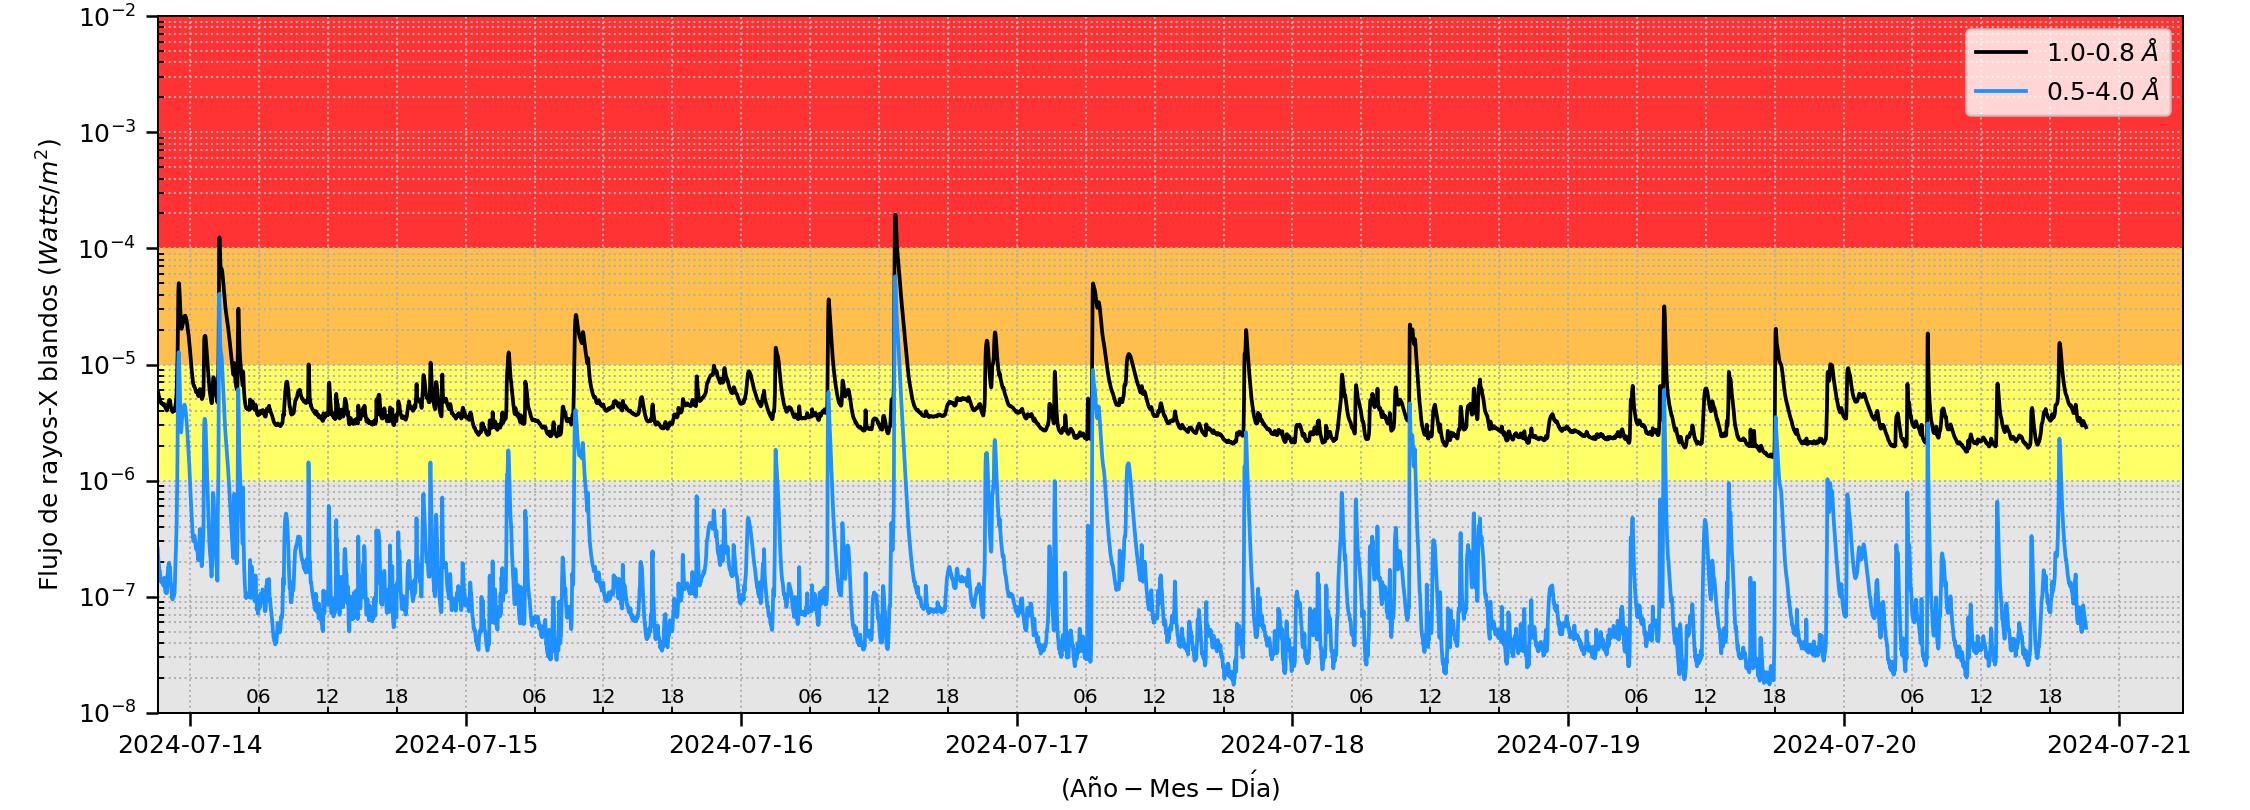 10⁻²
10⁻³
10⁻⁴
10⁻⁵
10⁻⁶
10⁻⁷
10⁻⁸
Flujo de rayos-X blandos (Watts/m²)
1.0-0.8 Å
0.5-4.0 Å
06 12 18 06 12 18 06 12 18 06 12 18 06 12 18 06 12 18 06 12 18
2024-07-14 2024-07-15 2024-07-16 2024-07-17 2024-07-18 2024-07-19 2024-07-20 2024-07-21
(Año − Mes − Día)